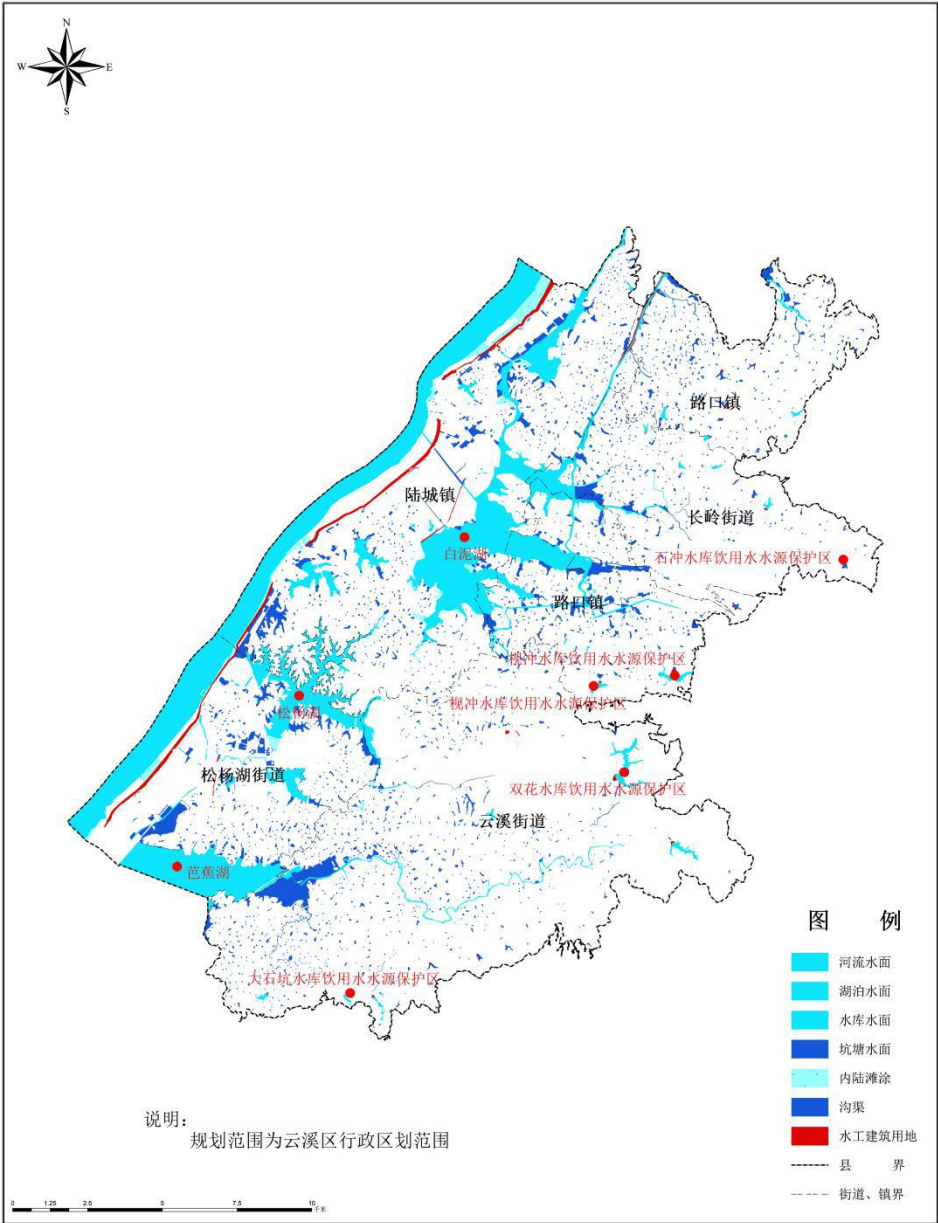 N
W
E
S
路口镇
陆城镇
长岭街道
白泥湖
石冲水库饮用水水源保护区
路口镇
枧冲水库饮用水水源保护区
枧冲水库饮用水水源保护区
松杨湖
松杨湖街道
双花水库饮用水水源保护区
云溪街道
芭蕉湖
大石坑水库饮用水水源保护区
图 例
河流水面
湖泊水面
水库水面
坑塘水面
内陆滩涂
沟渠
水工建筑用地
县 界
街道、镇界
说明：
规划范围为云溪区行政区划范围
0 1.25 2.5 5 7.5 10
千米